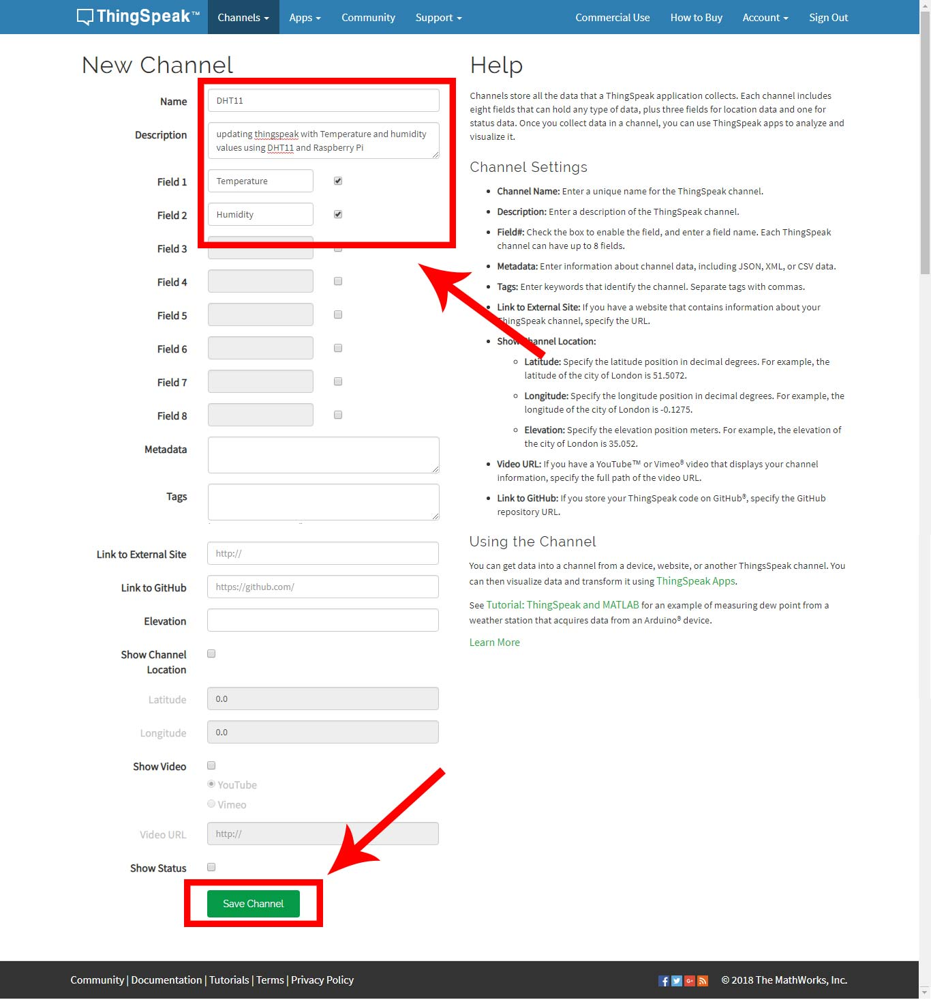 ThingSpeak™ Channels Apps Community Support Commercial Use How to Buy Account Sign Out
New Channel
Name DHT11
Description updating thingspeak with Temperature and humidity
values using DHT11 and Raspberry Pi
Field 1 Temperature
Field 2 Humidity
Field 3
Field 4
Field 5
Field 6
Field 7
Field 8
Metadata
Tags
Link to External Site http://
Link to GitHub https://github.com/
Elevation
Show Channel
Location
Latitude 0.0
Longitude 0.0
Show Video
YouTube
Vimeo
Video URL http://
Show Status
Save Channel
Help
Channels store all the data that a ThingSpeak application collects. Each channel includes
eight fields that can hold any type of data, plus three fields for location data and one for
status data. Once you collect data in a channel, you can use ThingSpeak apps to analyze and
visualize it.
Channel Settings
• Channel Name: Enter a unique name for the ThingSpeak channel.
• Description: Enter a description of the ThingSpeak channel.
• Field#: Check the box to enable the field, and enter a field name. Each ThingSpeak
channel can have up to 8 fields.
• Metadata: Enter information about channel data, including JSON, XML, or CSV data.
• Tags: Enter keywords that identify the channel. Separate tags with commas.
• Link to External Site: If you have a website that contains information about your
ThingSpeak channel, specify the URL.
• Show Channel Location:
◦ Latitude: Specify the latitude position in decimal degrees. For example, the
latitude of the city of London is 51.5072.
◦ Longitude: Specify the longitude position in decimal degrees. For example, the
longitude of the city of London is -0.1275.
◦ Elevation: Specify the elevation position meters. For example, the elevation of
the city of London is 35.052.
• Video URL: If you have a YouTube™ or Vimeo® video that displays your channel
information, specify the full path of the video URL.
• Link to GitHub: If you store your ThingSpeak code on GitHub®, specify the GitHub
repository URL.
Using the Channel
You can get data into a channel from a device, website, or another ThingsSpeak channel. You
can then visualize data and transform it using ThingSpeak Apps.
See Tutorial: ThingSpeak and MATLAB for an example of measuring dew point from a
weather station that acquires data from an Arduino® device.
Learn More
Community | Documentation | Tutorials | Terms | Privacy Policy
© 2018 The MathWorks, Inc.